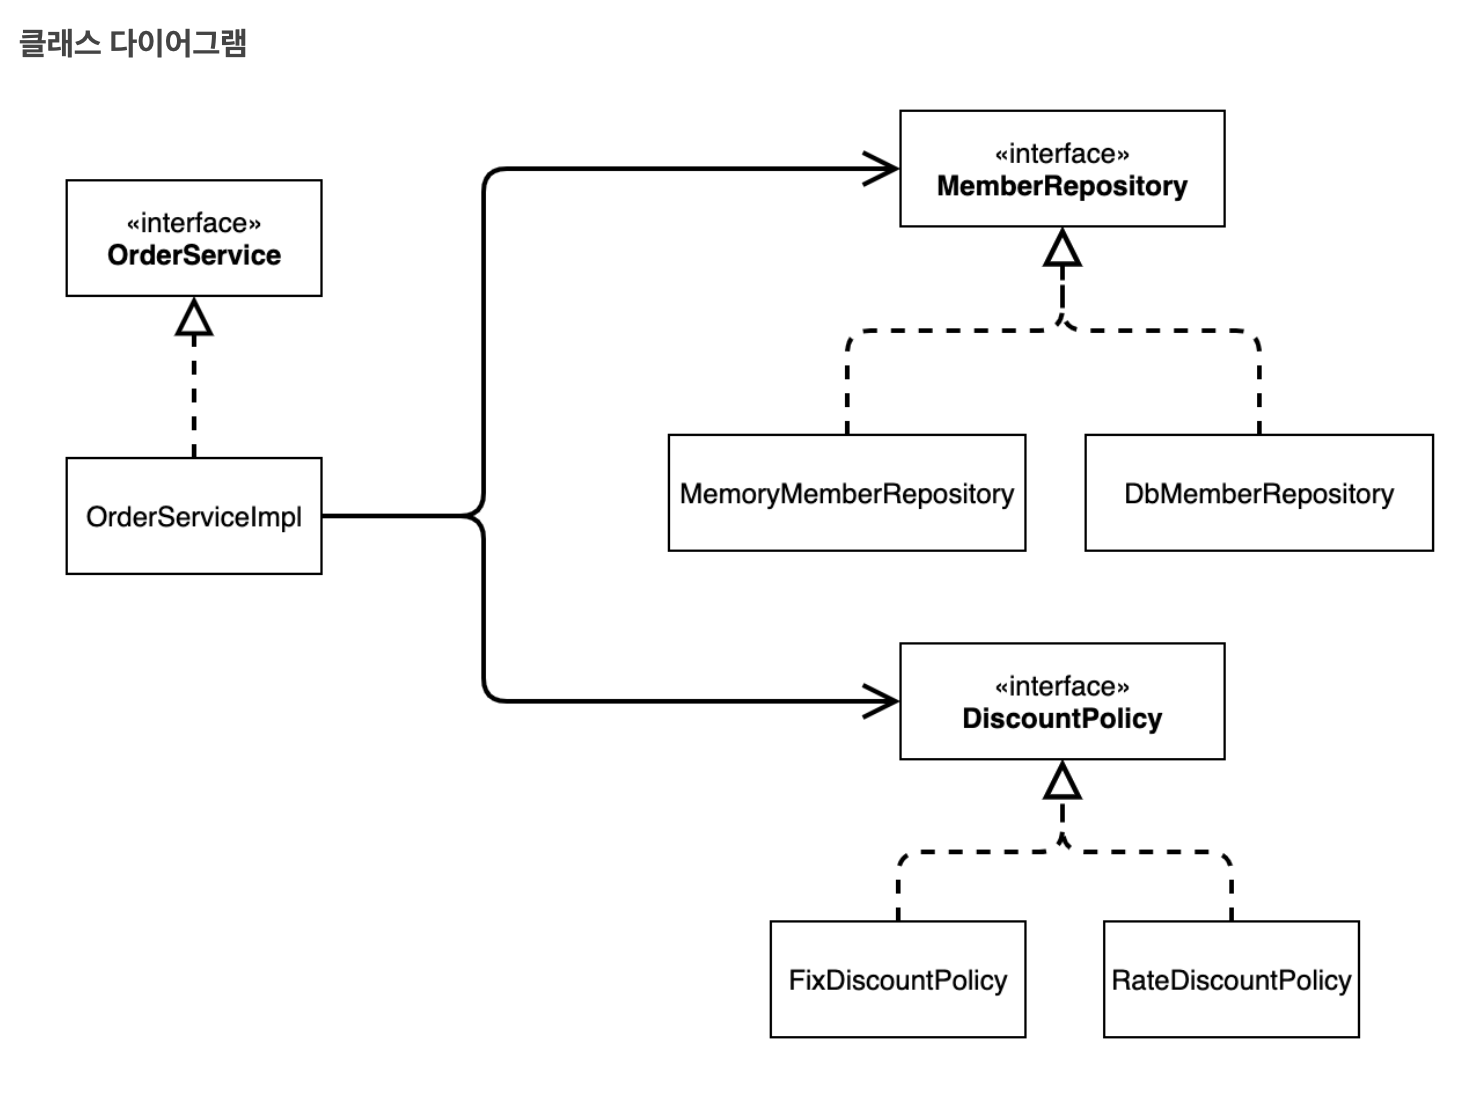 클래스 다이어그램
«interface»
OrderService
OrderServiceImpl
«interface»
MemberRepository
MemoryMemberRepository
DbMemberRepository
«interface»
DiscountPolicy
FixDiscountPolicy
RateDiscountPolicy